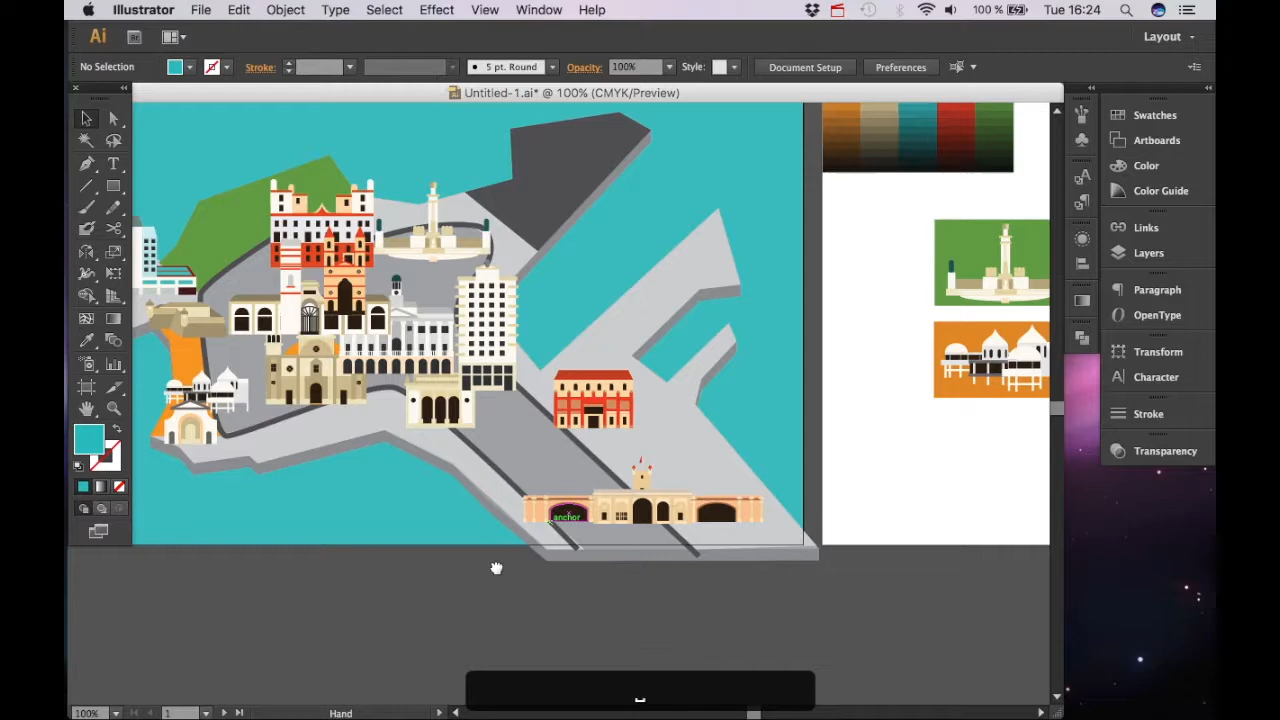 Illustrator File Edit Object Type Select Effect View Window Help 100 % Tue 16:24
Ai Br Layout
No Selection Stroke: 5 pt. Round Opacity: 100% Style: Document Setup Preferences
Untitled-1.ai* @ 100% (CMYK/Preview)
Swatches
Artboards
Color
Color Guide
Links
Layers
Paragraph
OpenType
Transform
Character
Stroke
Transparency
anchor
100% 1 Hand